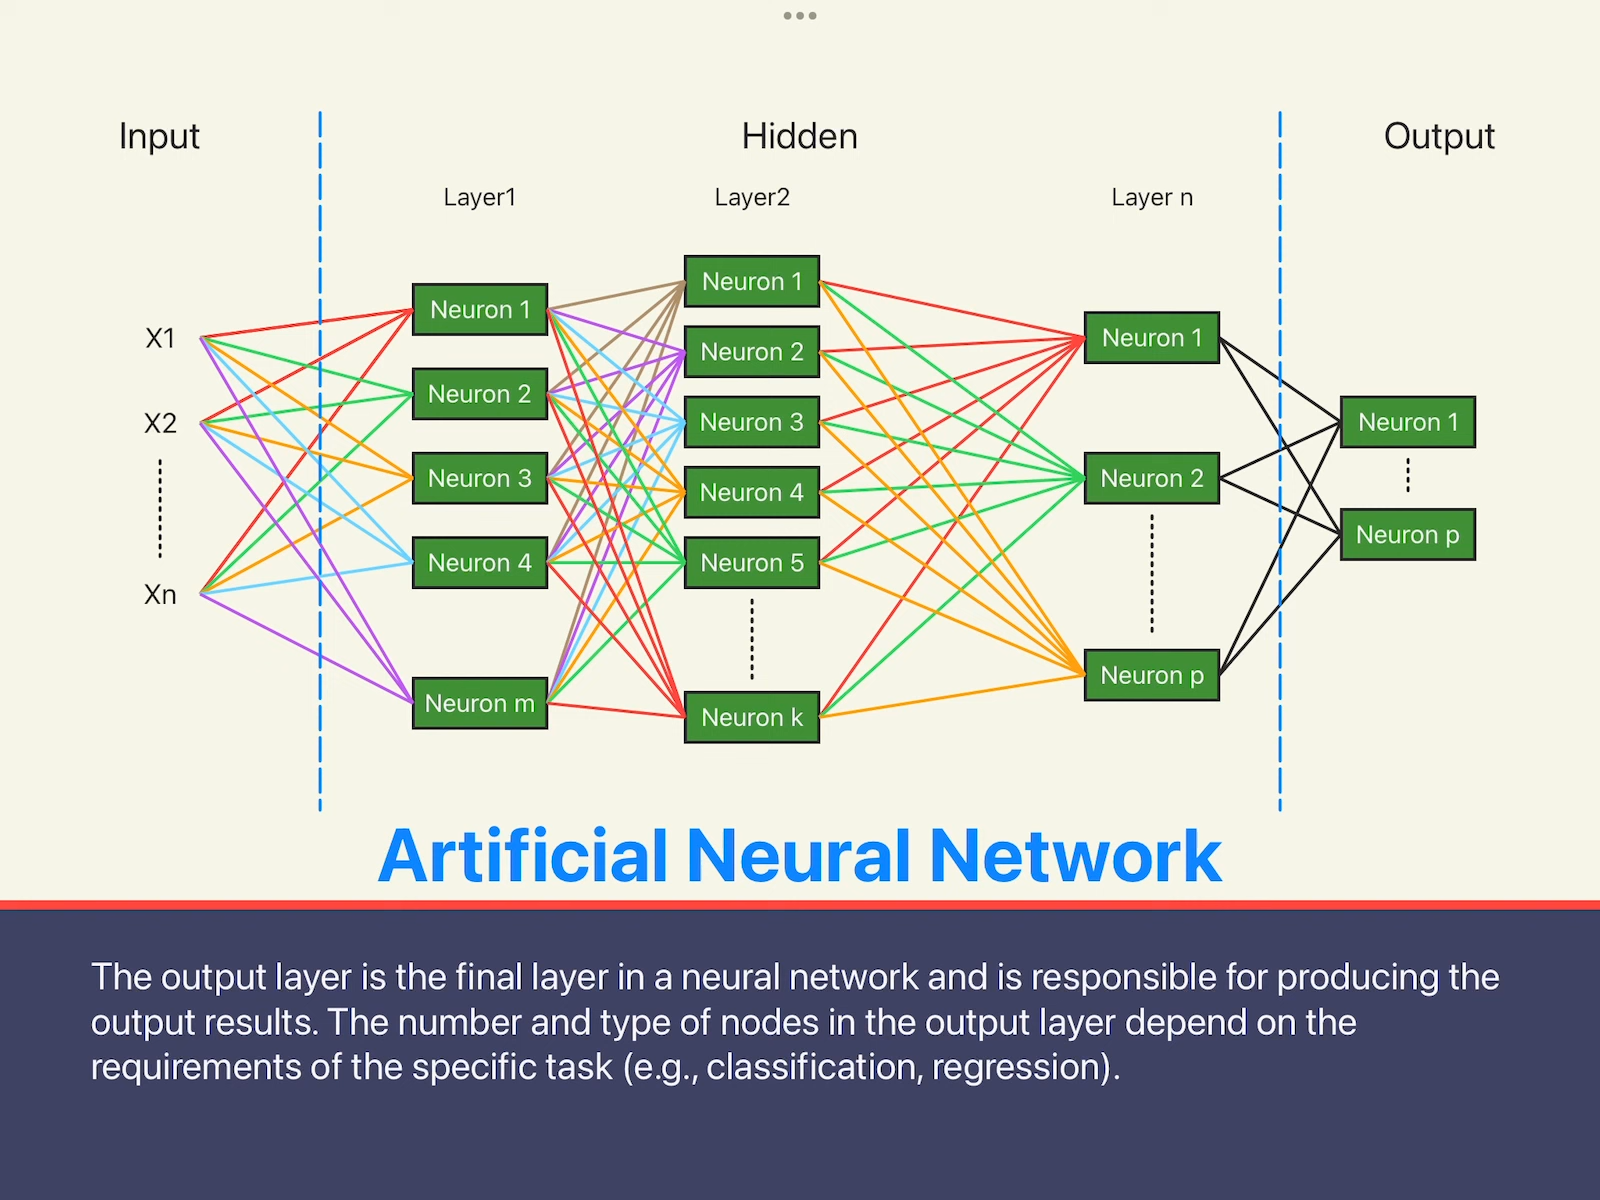 Input
Hidden
Output
Layer1
Layer2
Layer n
X1
X2
Xn
Neuron 1
Neuron 2
Neuron 3
Neuron 4
Neuron m
Neuron 1
Neuron 2
Neuron 3
Neuron 4
Neuron 5
Neuron k
Neuron 1
Neuron 2
Neuron p
Neuron 1
Neuron p
Artificial Neural Network
The output layer is the final layer in a neural network and is responsible for producing the
output results. The number and type of nodes in the output layer depend on the
requirements of the specific task (e.g., classification, regression).